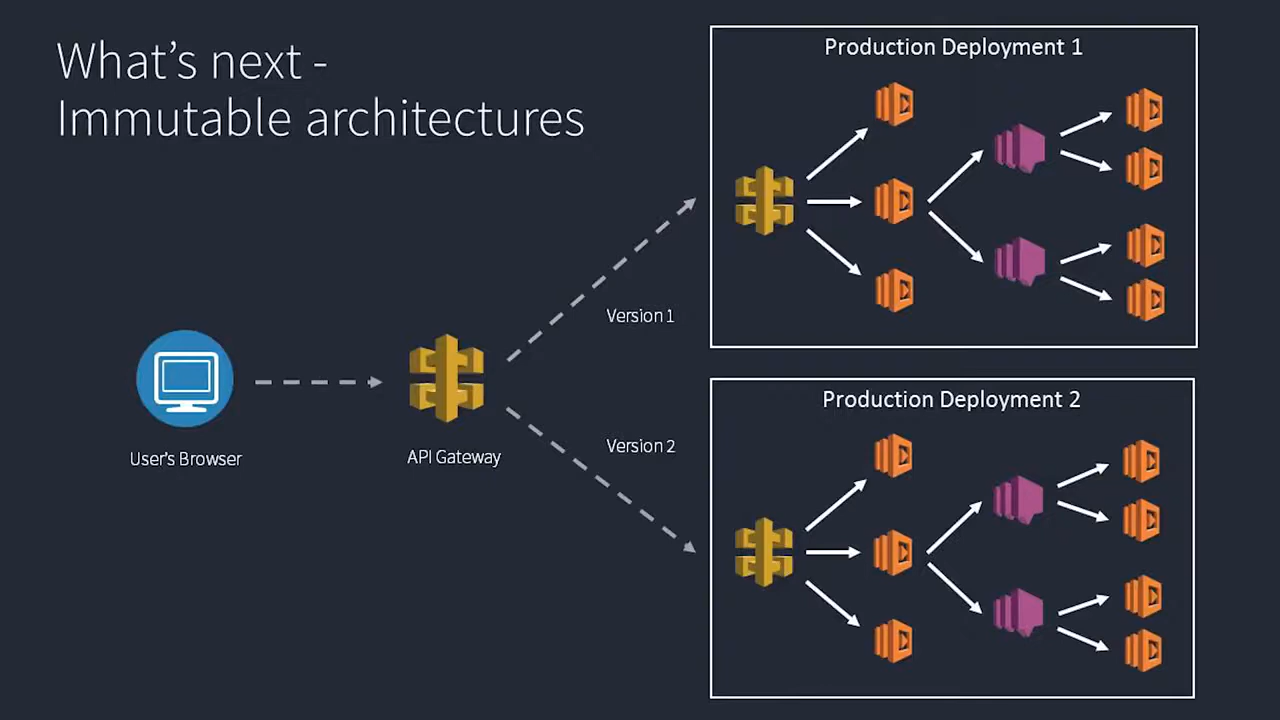 What’s next -
Immutable architectures
Production Deployment 1
Version 1
User’s Browser
API Gateway
Version 2
Production Deployment 2